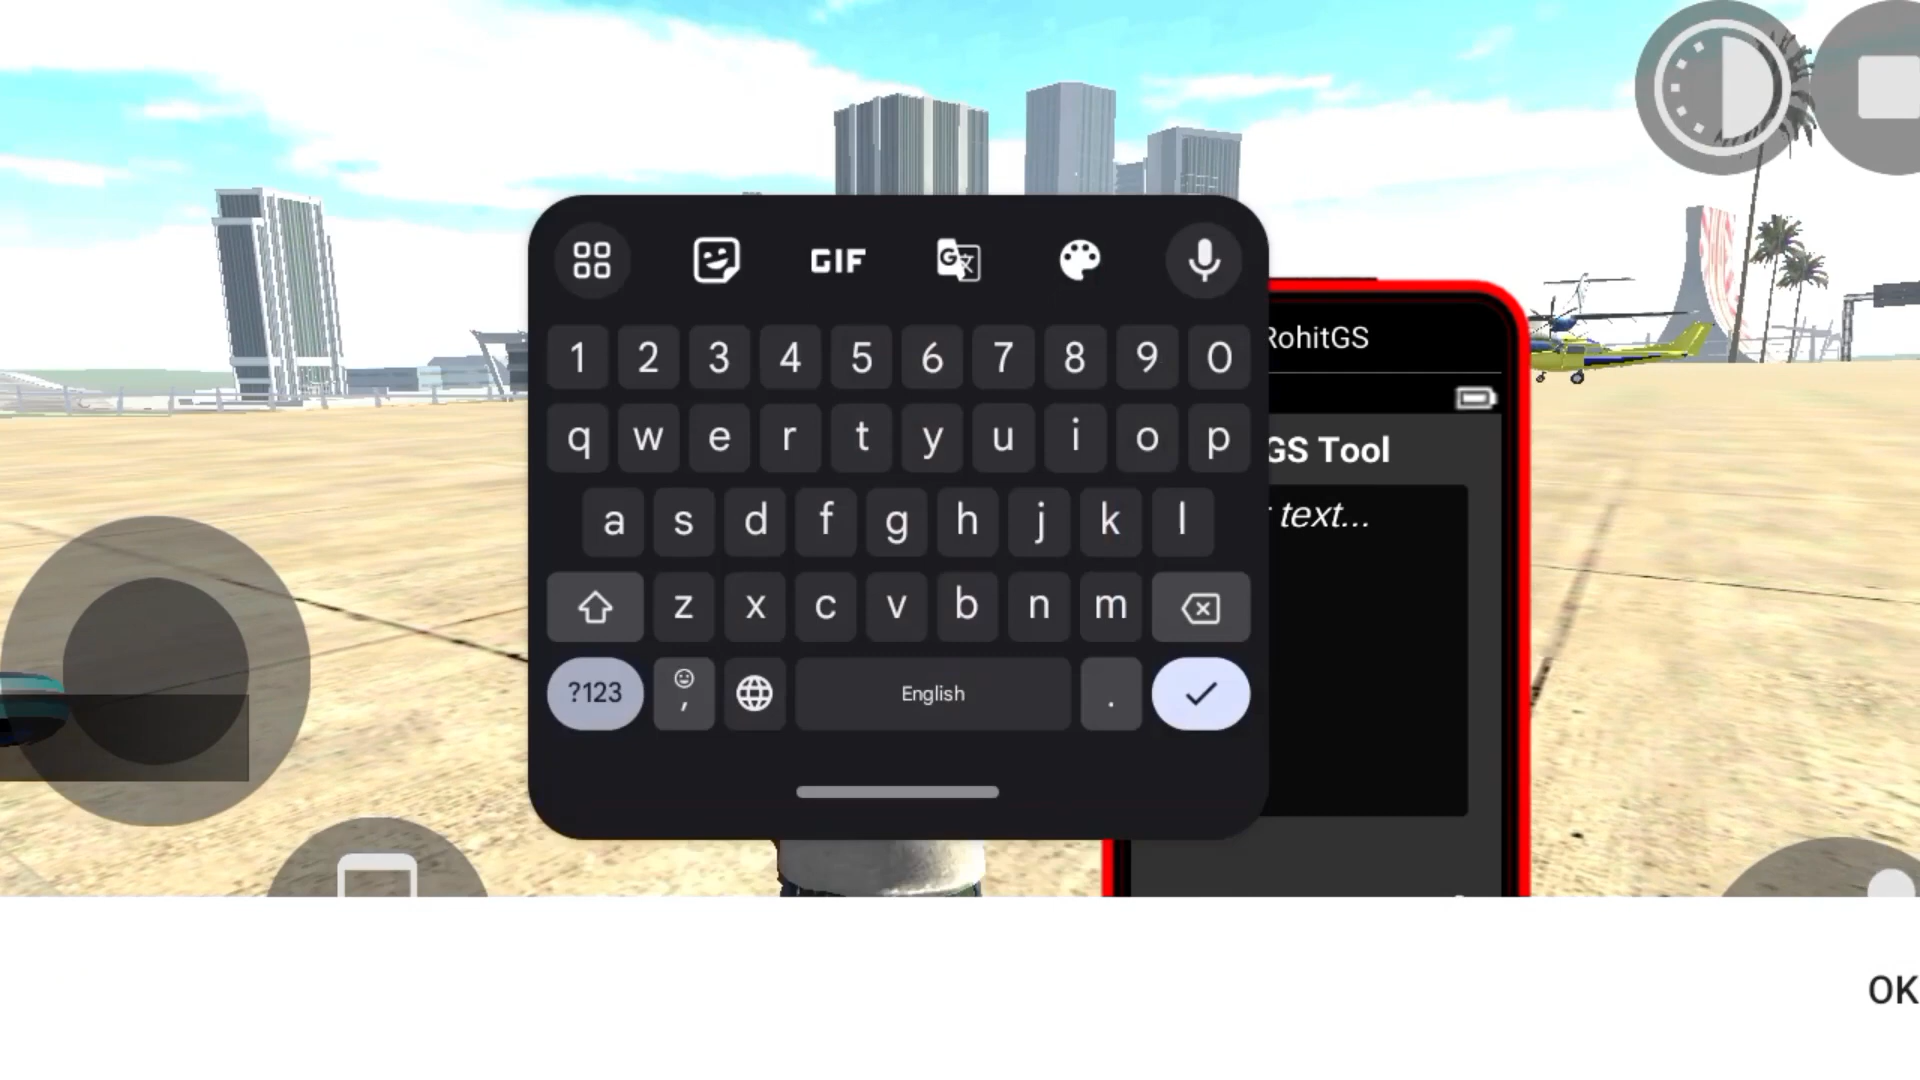 GIF
RohitGS
1 2 3 4 5 6 7 8 9 0
q w e r t y u i o p
GS Tool
a s d f g h j k l
text...
z x c v b n m
?123 , English .
OK